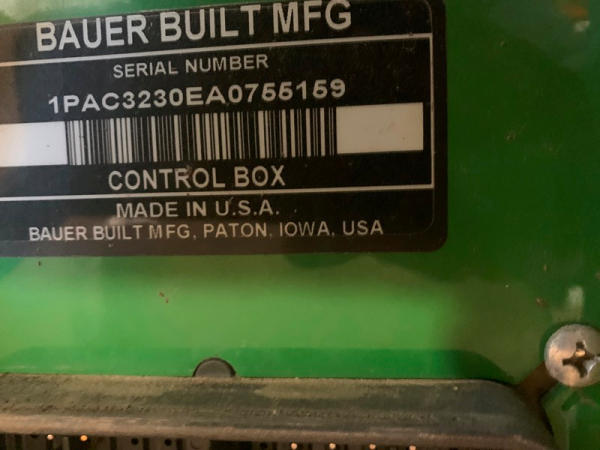 BAUER BUILT MFG
SERIAL NUMBER
1PAC3230EA0755159
CONTROL BOX
MADE IN U.S.A.
BAUER BUILT MFG, PATON, IOWA, USA